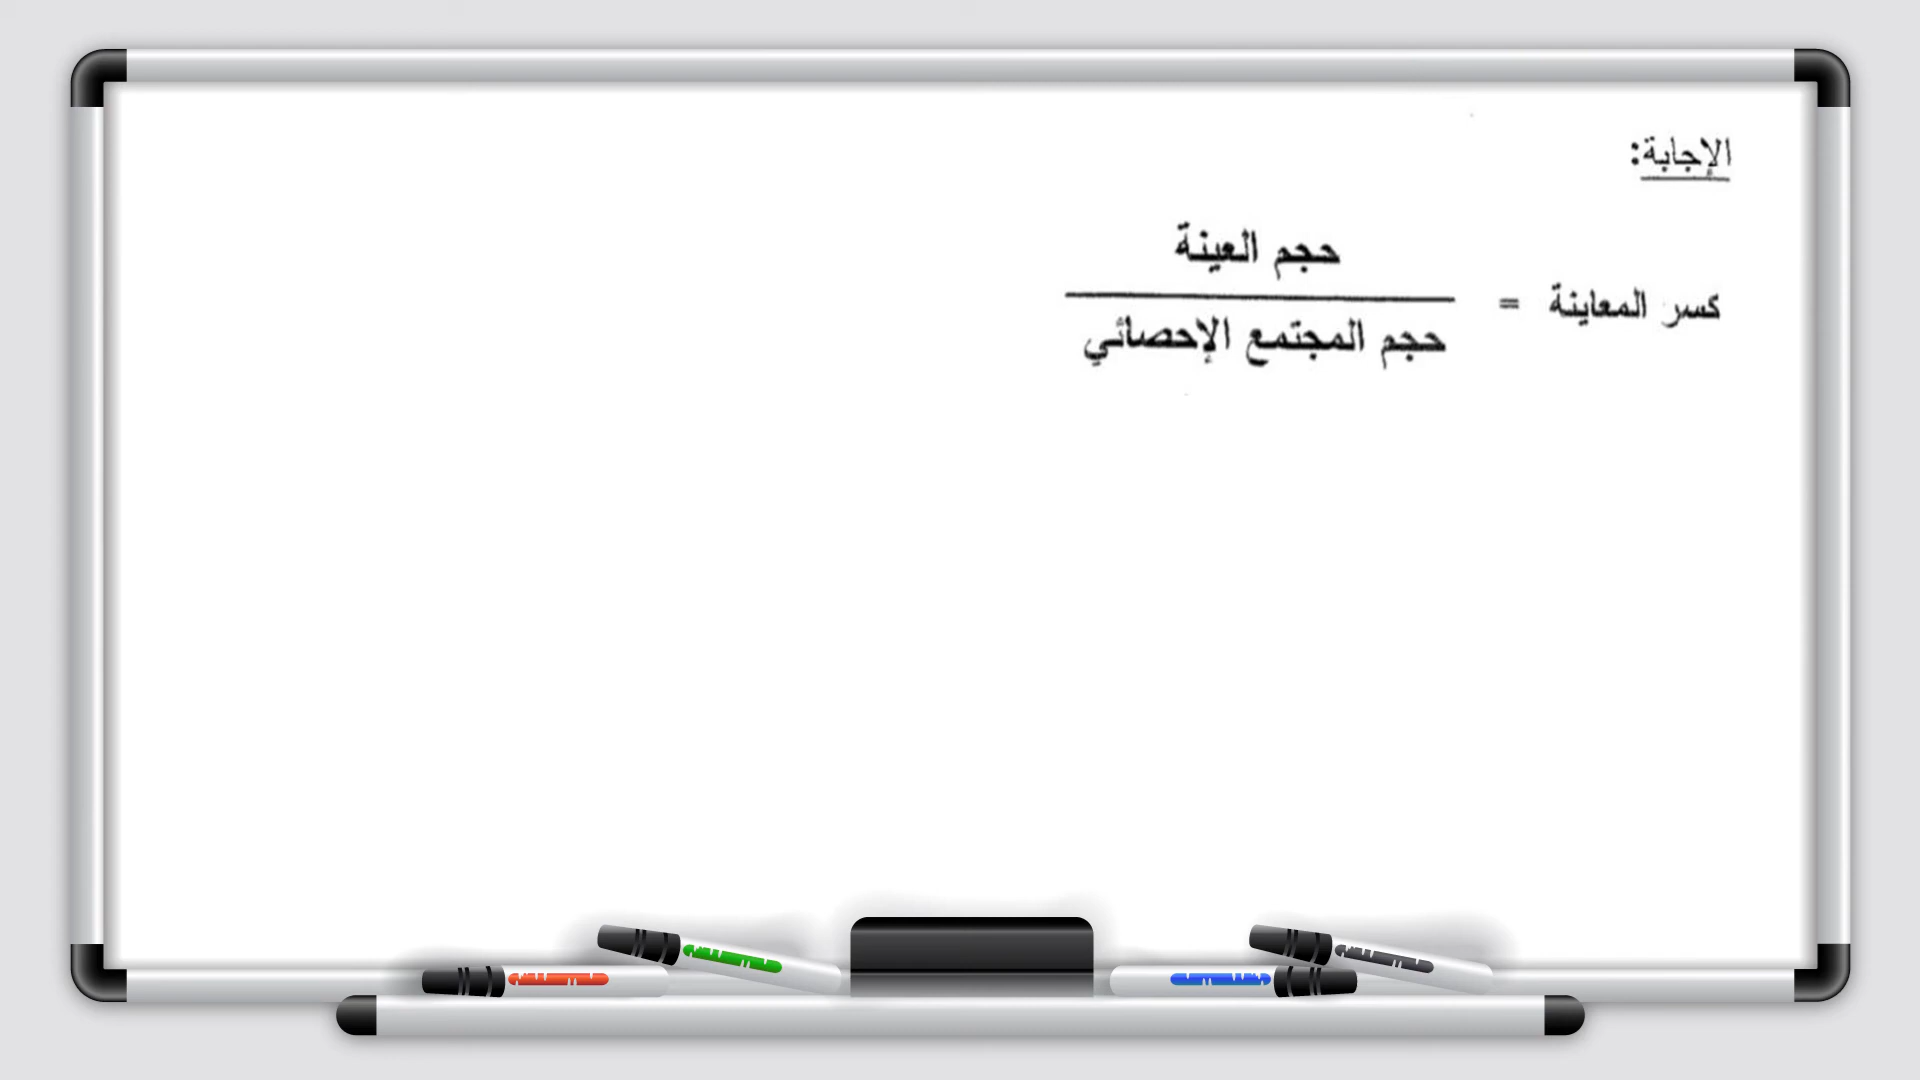 الإجابة:
حجم العينة
كسر المعاينة =
حجم المجتمع الإحصائي